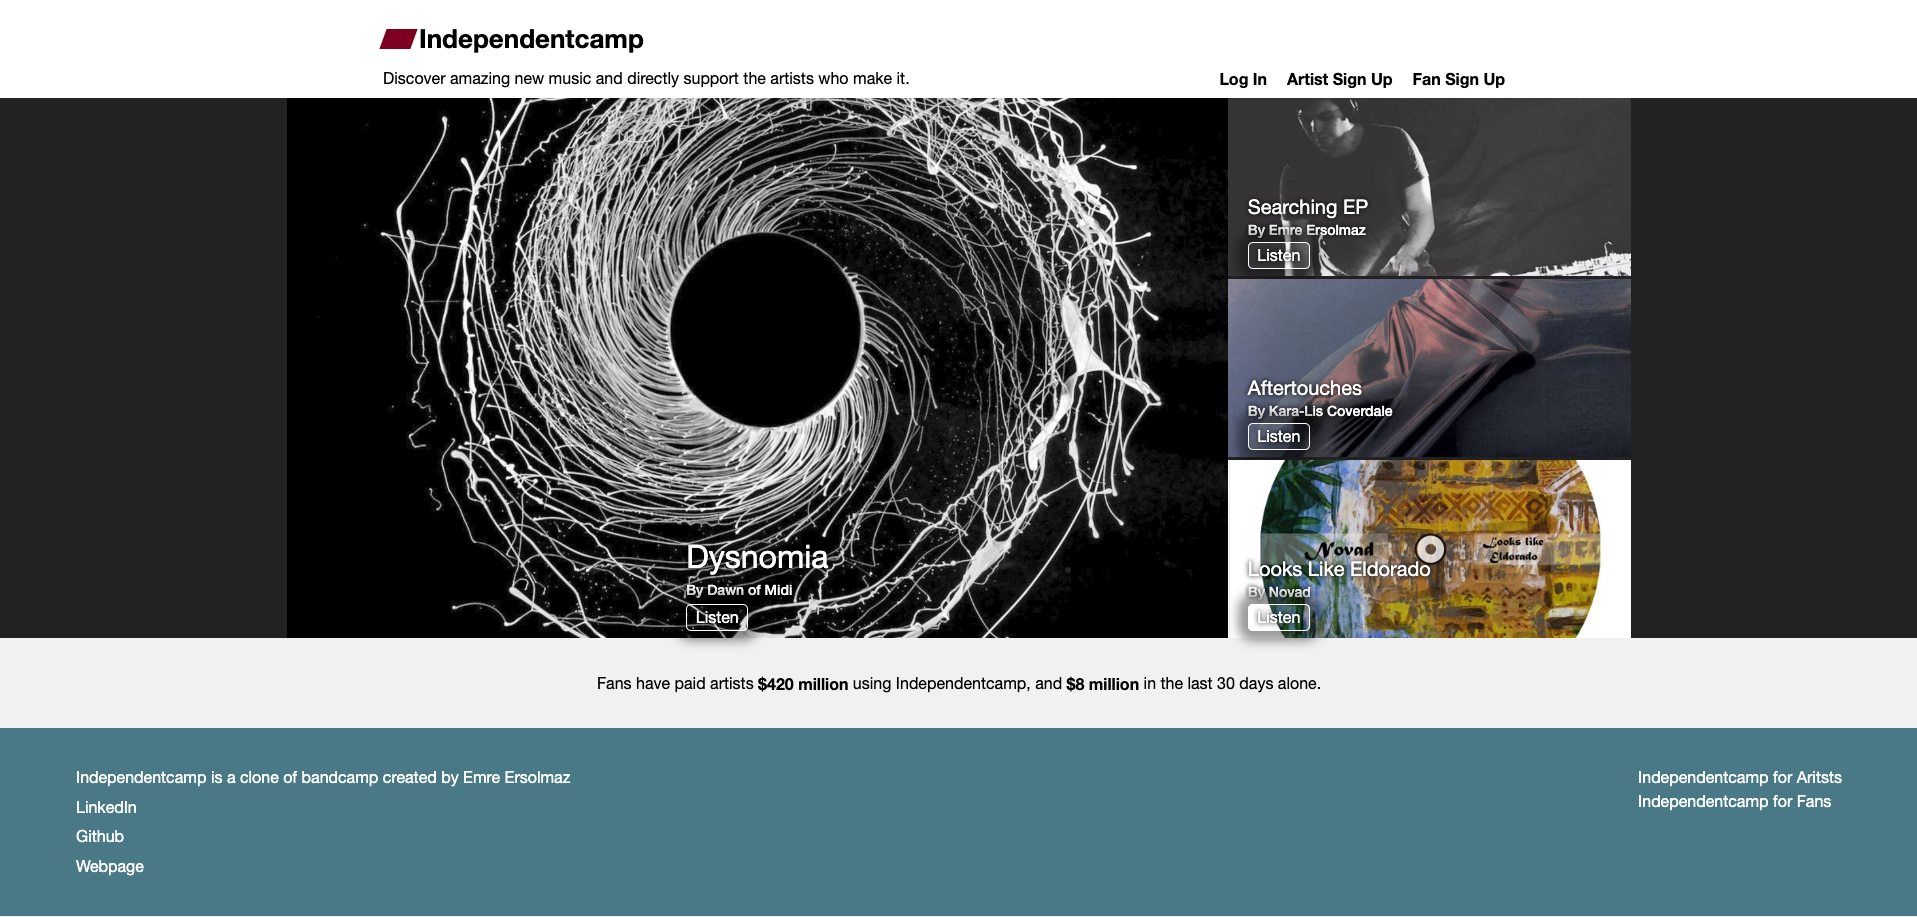 Independentcamp
Discover amazing new music and directly support the artists who make it.
Log In Artist Sign Up Fan Sign Up
Dysnomia
By Dawn of Midi
Listen
Searching EP
By Emre Ersolmaz
Listen
Aftertouches
By Kara-Lis Coverdale
Listen
Novad
Looks like
Eldorado
Looks Like Eldorado
By Novad
Listen
Fans have paid artists $420 million using Independentcamp, and $8 million in the last 30 days alone.
Independentcamp is a clone of bandcamp created by Emre Ersolmaz
LinkedIn
Github
Webpage
Independentcamp for Aritsts
Independentcamp for Fans